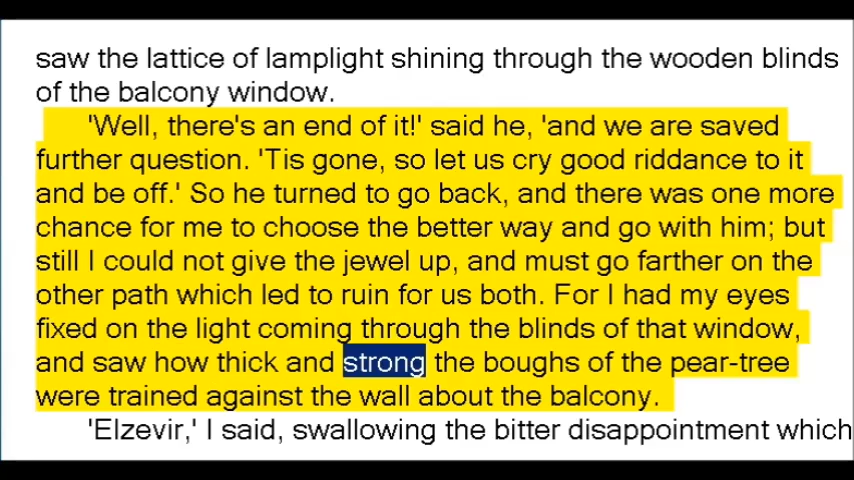 saw the lattice of lamplight shining through the wooden blinds
of the balcony window.
'Well, there's an end of it!' said he, 'and we are saved
further question. 'Tis gone, so let us cry good riddance to it
and be off.' So he turned to go back, and there was one more
chance for me to choose the better way and go with him; but
still I could not give the jewel up, and must go farther on the
other path which led to ruin for us both. For I had my eyes
fixed on the light coming through the blinds of that window,
and saw how thick and strong the boughs of the pear-tree
were trained against the wall about the balcony.
'Elzevir,' I said, swallowing the bitter disappointment which